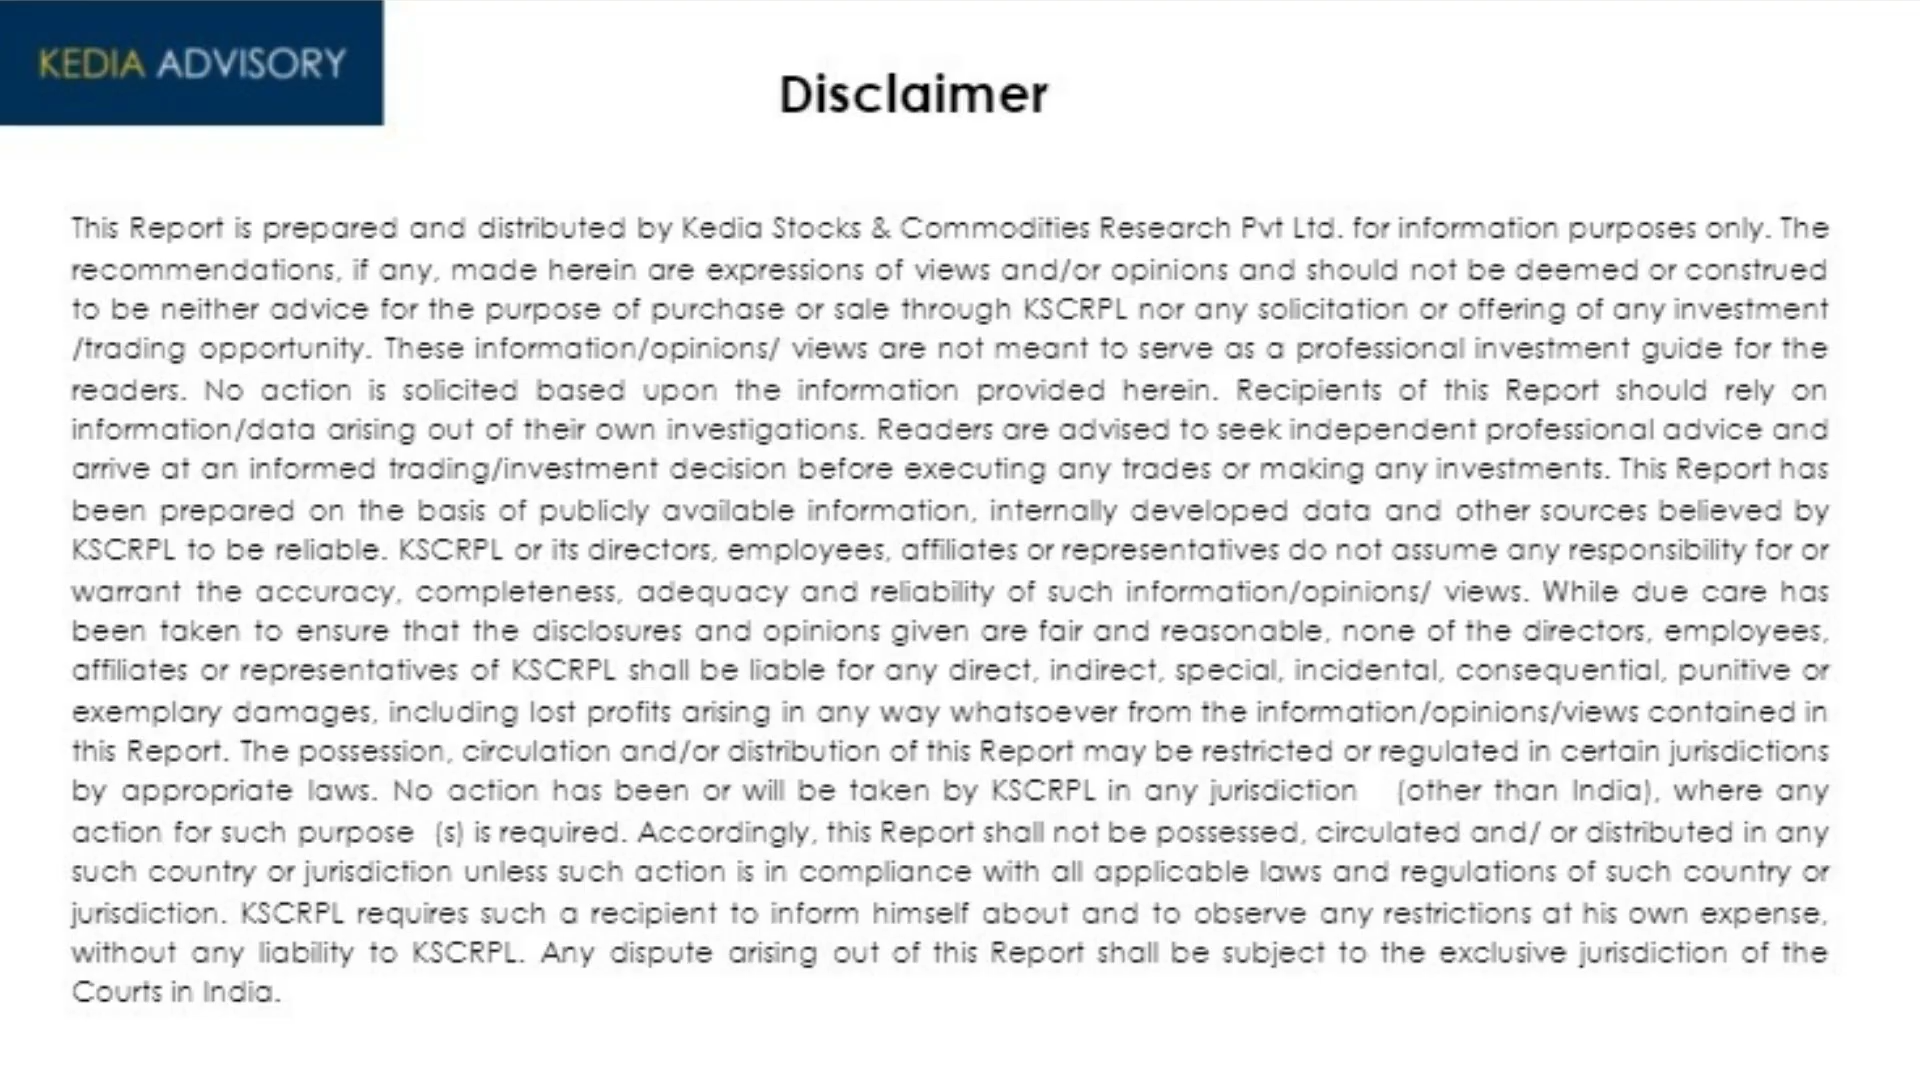 KEDIA ADVISORY
Disclaimer
This Report is prepared and distributed by Kedia Stocks & Commodities Research Pvt Ltd. for information purposes only. The
recommendations, if any, made herein are expressions of views and/or opinions and should not be deemed or construed
to be neither advice for the purpose of purchase or sale through KSCRPL nor any solicitation or offering of any investment
/trading opportunity. These information/opinions/ views are not meant to serve as a professional investment guide for the
readers. No action is solicited based upon the information provided herein. Recipients of this Report should rely on
information/data arising out of their own investigations. Readers are advised to seek independent professional advice and
arrive at an informed trading/investment decision before executing any trades or making any investments. This Report has
been prepared on the basis of publicly available information, internally developed data and other sources believed by
KSCRPL to be reliable. KSCRPL or its directors, employees, affiliates or representatives do not assume any responsibility for or
warrant the accuracy, completeness, adequacy and reliability of such information/opinions/ views. While due care has
been taken to ensure that the disclosures and opinions given are fair and reasonable, none of the directors, employees,
affiliates or representatives of KSCRPL shall be liable for any direct, indirect, special, incidental, consequential, punitive or
exemplary damages, including lost profits arising in any way whatsoever from the information/opinions/views contained in
this Report. The possession, circulation and/or distribution of this Report may be restricted or regulated in certain jurisdictions
by appropriate laws. No action has been or will be taken by KSCRPL in any jurisdiction (other than India), where any
action for such purpose (s) is required. Accordingly, this Report shall not be possessed, circulated and/ or distributed in any
such country or jurisdiction unless such action is in compliance with all applicable laws and regulations of such country or
jurisdiction. KSCRPL requires such a recipient to inform himself about and to observe any restrictions at his own expense,
without any liability to KSCRPL. Any dispute arising out of this Report shall be subject to the exclusive jurisdiction of the
Courts in India.